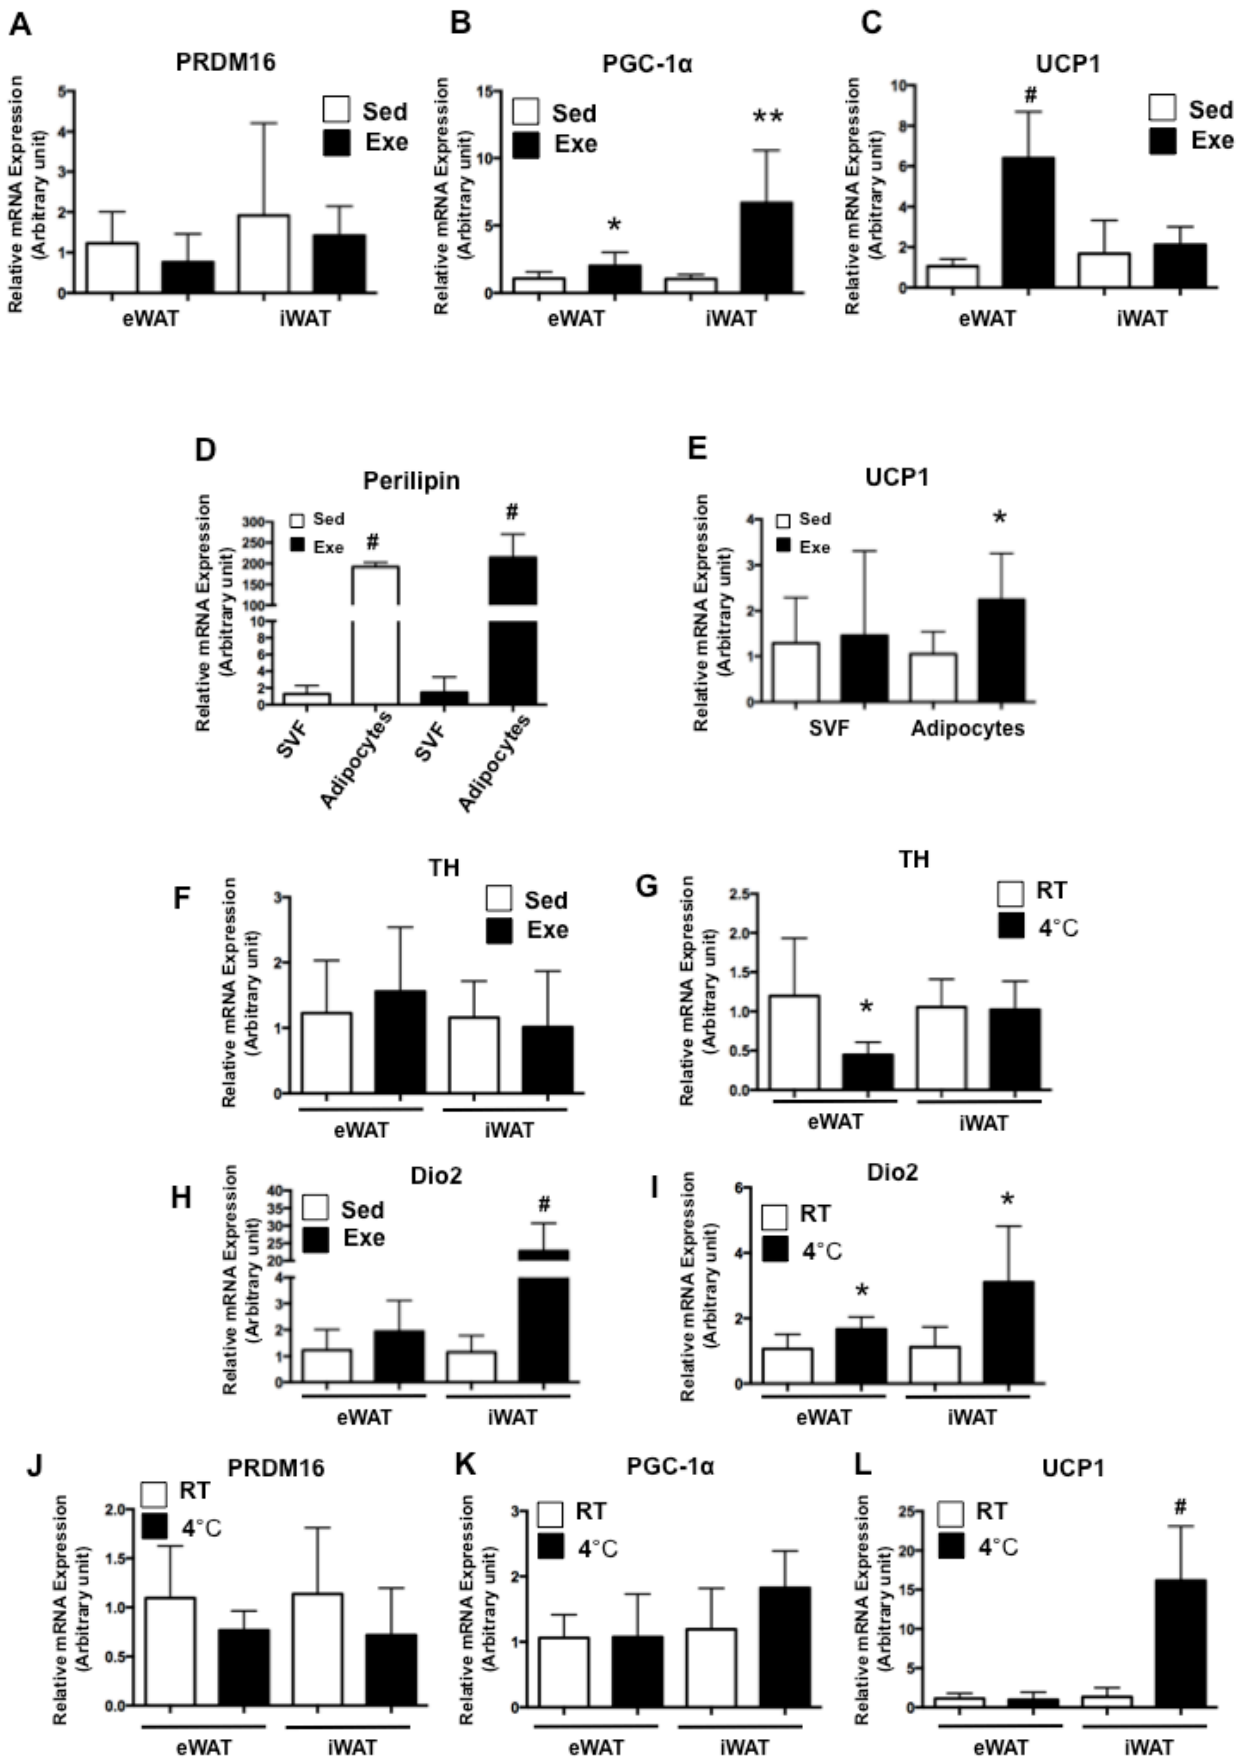 A
PRDM16
Relative mRNA Expression
(Arbitrary unit)
5
4
3
2
1
0
Sed
Exe
eWAT
iWAT
B
PGC-1α
Relative mRNA Expression
(Arbitrary unit)
15
10
5
0
Sed
Exe
*
**
eWAT
iWAT
C
UCP1
Relative mRNA Expression
(Arbitrary unit)
10
8
6
4
2
0
#
Sed
Exe
eWAT
iWAT
D
Perilipin
Relative mRNA Expression
(Arbitrary unit)
300
250
200
150
100
10
8
6
4
2
0
Sed
Exe
#
#
SVF
Adipocytes
SVF
Adipocytes
E
UCP1
Relative mRNA Expression
(Arbitrary unit)
4
3
2
1
0
Sed
Exe
*
SVF
Adipocytes
F
TH
Relative mRNA Expression
(Arbitrary unit)
3
2
1
0
Sed
Exe
eWAT
iWAT
G
TH
Relative mRNA Expression
(Arbitrary unit)
2.5
2.0
1.5
1.0
0.5
0.0
RT
4°C
*
eWAT
iWAT
H
Dio2
Relative mRNA Expression
(Arbitrary unit)
40
35
30
25
20
4
3
2
1
0
Sed
Exe
#
eWAT
iWAT
I
Dio2
Relative mRNA Expression
(Arbitrary unit)
6
4
2
0
RT
4°C
*
*
eWAT
iWAT
J
PRDM16
Relative mRNA Expression
(Arbitrary unit)
2.0
1.5
1.0
0.5
0.0
RT
4°C
eWAT
iWAT
K
PGC-1α
Relative mRNA Expression
(Arbitrary unit)
3
2
1
0
RT
4°C
eWAT
iWAT
L
UCP1
Relative mRNA Expression
(Arbitrary unit)
25
20
15
10
5
0
RT
4°C
#
eWAT
iWAT